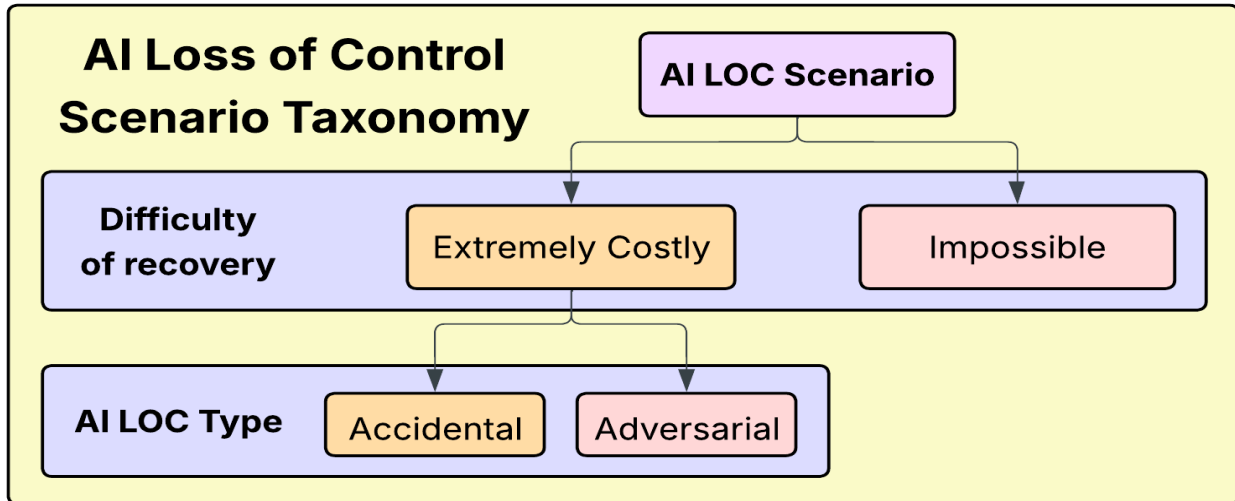 AI Loss of Control
Scenario Taxonomy
AI LOC Scenario
Difficulty
of recovery
Extremely Costly
Impossible
AI LOC Type
Accidental
Adversarial